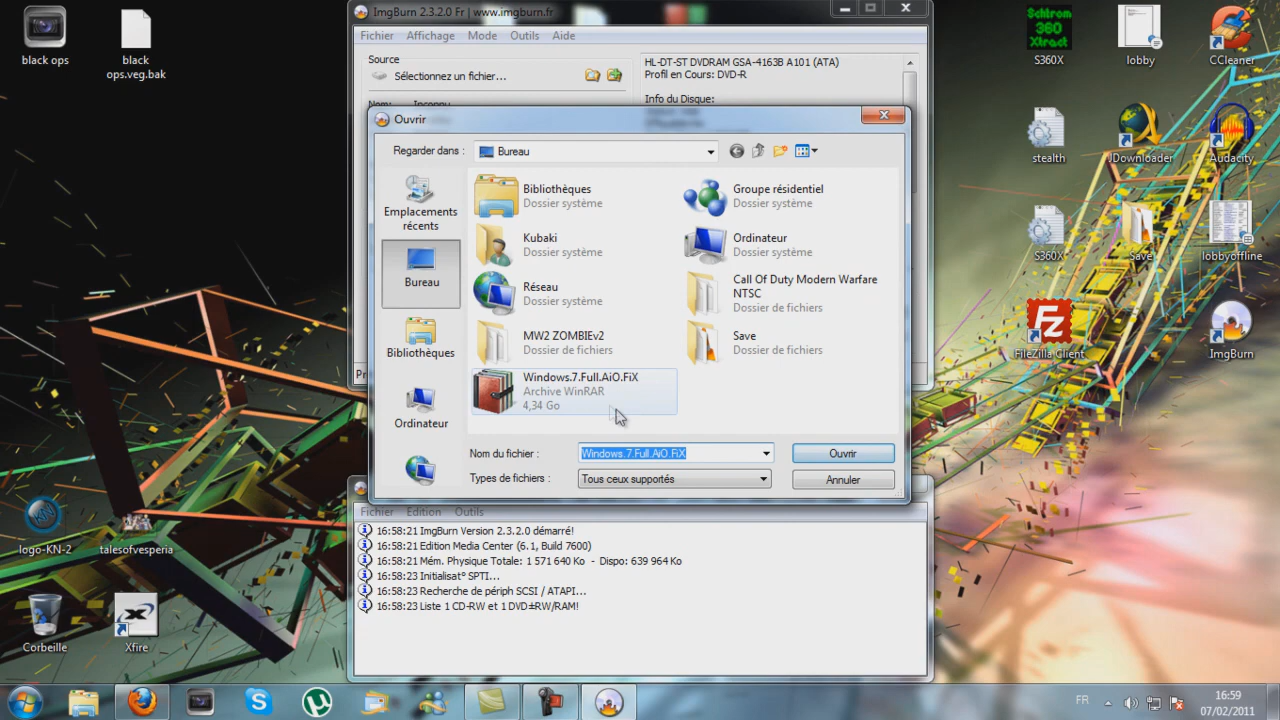 black ops
black
ops.veg.bak
ImgBurn 2.3.2.0 Fr | www.imgburn.fr
Fichier Affichage Mode Outils Aide
Source
Sélectionnez un fichier...
HL-DT-ST DVDRAM GSA-4163B A101 (ATA)
Profil en Cours: DVD-R
Info du Disque:
Nom: Inconnu
Ouvrir
Regarder dans :
Bureau
Emplacements
récents
Bureau
Bibliothèques
Ordinateur
Bibliothèques
Dossier système
Groupe résidentiel
Dossier système
Kubaki
Dossier système
Ordinateur
Dossier système
Réseau
Dossier système
Call Of Duty Modern Warfare
NTSC
Dossier de fichiers
MW2 ZOMBIEv2
Dossier de fichiers
Save
Dossier de fichiers
Windows.7.Full.AiO.FiX
Archive WinRAR
4,34 Go
Nom du fichier :
Windows.7.Full.AiO.FiX
Ouvrir
Types de fichiers :
Tous ceux supportés
Annuler
Fichier Edition Outils
16:58:21 ImgBurn Version 2.3.2.0 démarré!
16:58:21 Edition Media Center (6.1, Build 7600)
16:58:21 Mém. Physique Totale: 1 571 640 Ko - Dispo: 639 964 Ko
16:58:23 Initialisat° SPTI...
16:58:23 Recherche de périph SCSI / ATAPI...
16:58:23 Liste 1 CD-RW et 1 DVD±RW/RAM!
Schtrom
360
Xtract
S360X
lobby
CCleaner
stealth
JDownloader
Audacity
S360X
Save
lobbyoffline
FileZilla Client
ImgBurn
logo-KN-2
talesofvesperia
Corbeille
Xfire
FR
16:59
07/02/2011